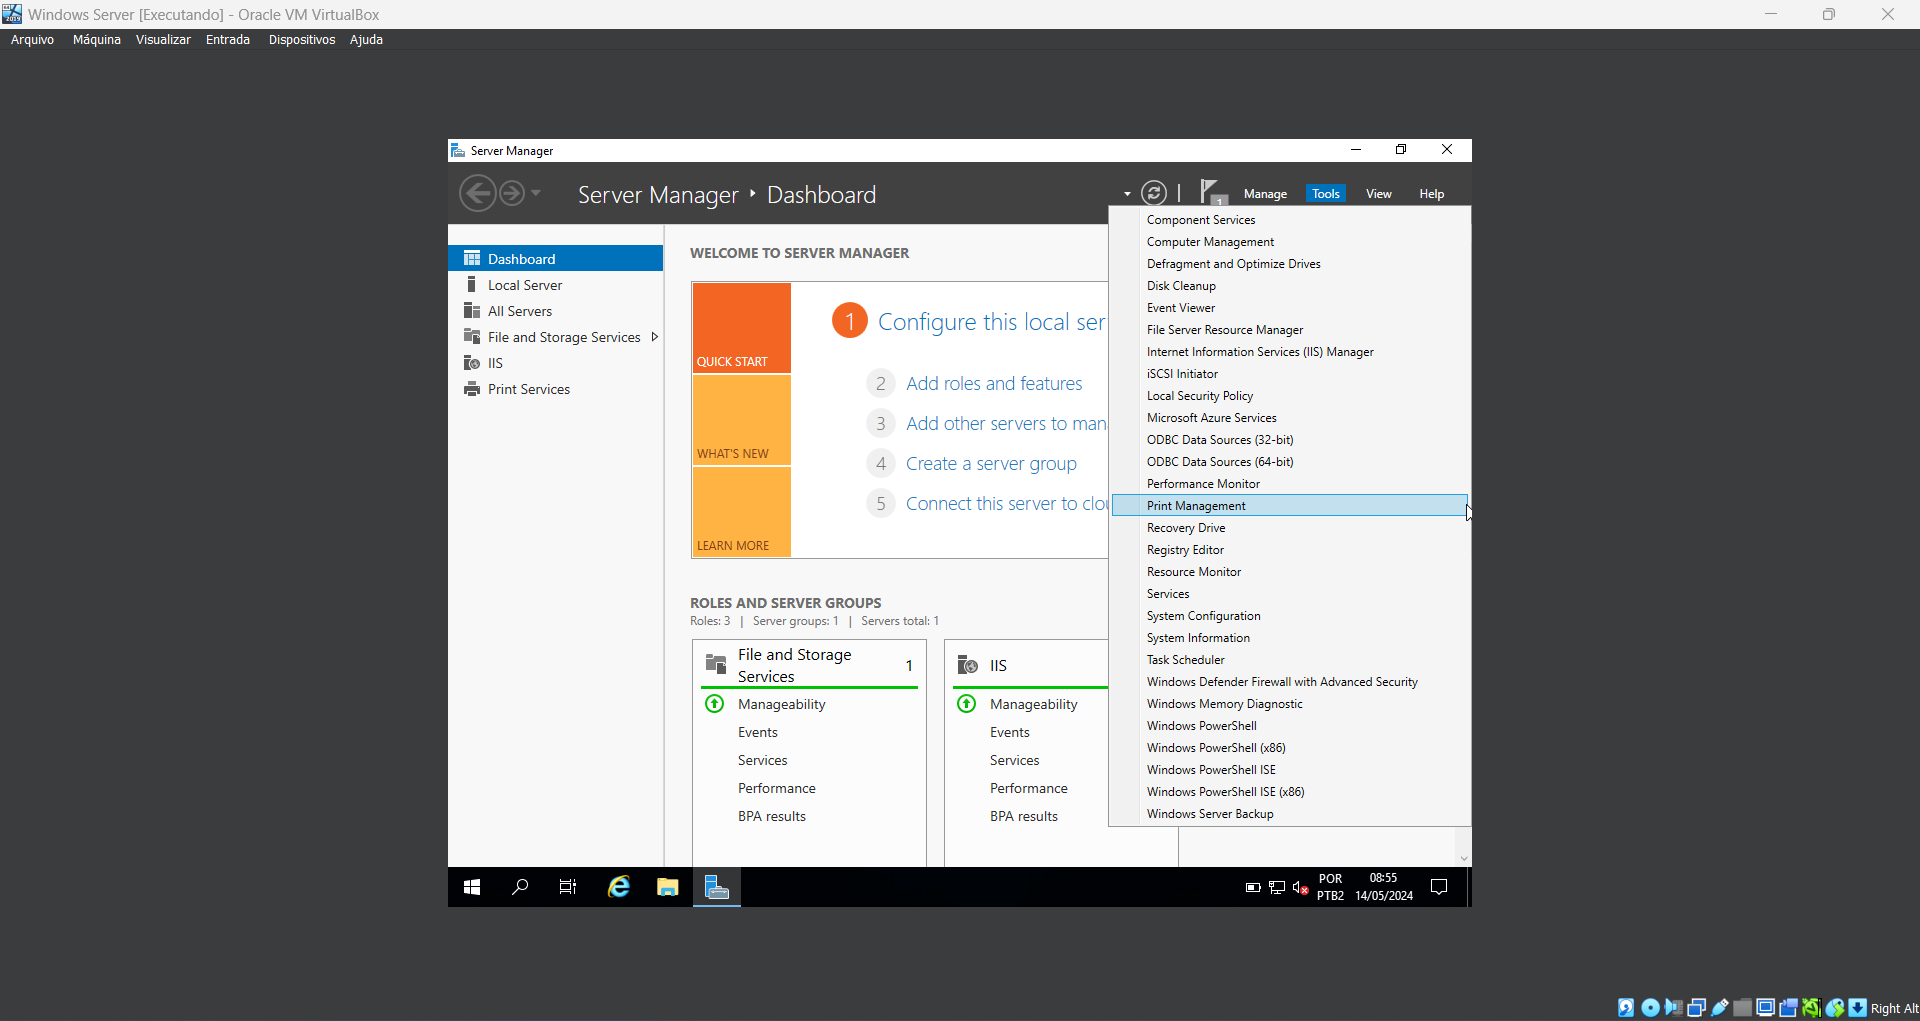 Windows Server [Executando] - Oracle VM VirtualBox
Arquivo Máquina Visualizar Entrada Dispositivos Ajuda
Server Manager
Server Manager Dashboard
1 Manage Tools View Help
Dashboard
Local Server
All Servers
File and Storage Services
IIS
Print Services
WELCOME TO SERVER MANAGER
QUICK START
WHAT'S NEW
LEARN MORE
1 Configure this local ser
2 Add roles and features
3 Add other servers to man
4 Create a server group
5 Connect this server to clou
ROLES AND SERVER GROUPS
Roles: 3 | Server groups: 1 | Servers total: 1
File and Storage
Services
1
Manageability
Events
Services
Performance
BPA results
IIS
Manageability
Events
Services
Performance
BPA results
Component Services
Computer Management
Defragment and Optimize Drives
Disk Cleanup
Event Viewer
File Server Resource Manager
Internet Information Services (IIS) Manager
iSCSI Initiator
Local Security Policy
Microsoft Azure Services
ODBC Data Sources (32-bit)
ODBC Data Sources (64-bit)
Performance Monitor
Print Management
Recovery Drive
Registry Editor
Resource Monitor
Services
System Configuration
System Information
Task Scheduler
Windows Defender Firewall with Advanced Security
Windows Memory Diagnostic
Windows PowerShell
Windows PowerShell (x86)
Windows PowerShell ISE
Windows PowerShell ISE (x86)
Windows Server Backup
POR
PTB2
08:55
14/05/2024
Right Alt